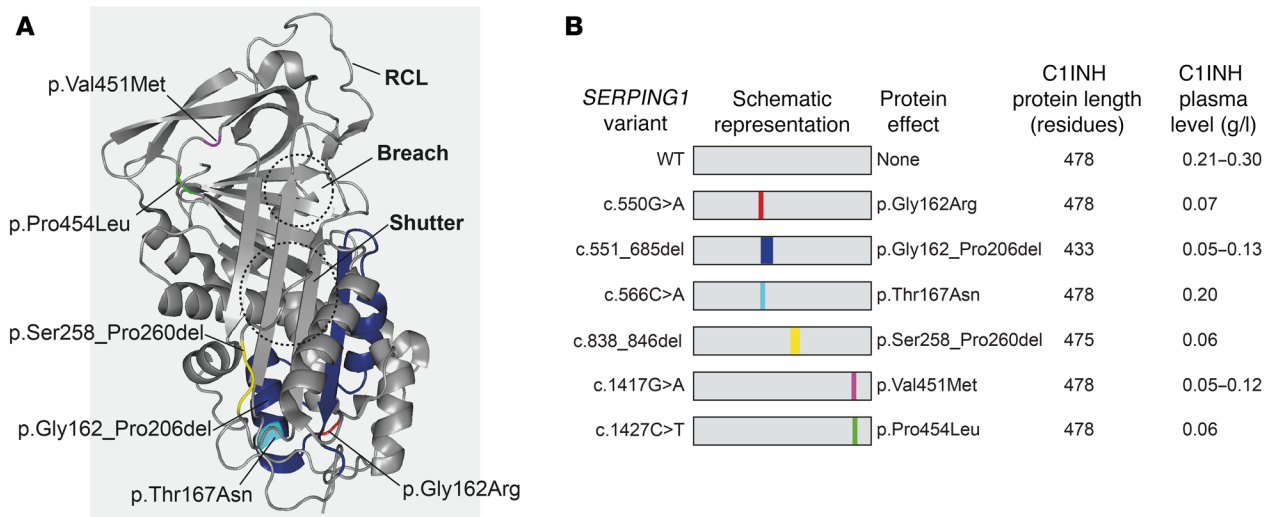 A
p.Val451Met
RCL
Breach
p.Pro454Leu
Shutter
p.Ser258_Pro260del
p.Gly162_Pro206del
p.Thr167Asn
p.Gly162Arg
B
SERPING1
variant
Schematic
representation
Protein
effect
C1INH
protein length
(residues)
C1INH
plasma
level (g/l)
WT None 478 0.21–0.30
c.550G>A p.Gly162Arg 478 0.07
c.551_685del p.Gly162_Pro206del 433 0.05–0.13
c.566C>A p.Thr167Asn 478 0.20
c.838_846del p.Ser258_Pro260del 475 0.06
c.1417G>A p.Val451Met 478 0.05–0.12
c.1427C>T p.Pro454Leu 478 0.06